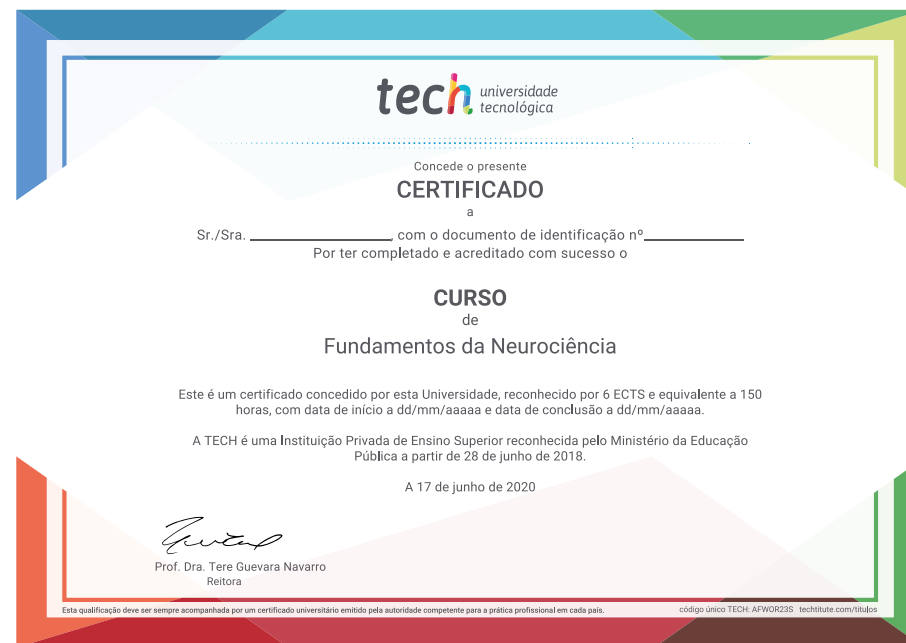 tech universidade
tecnológica
Concede o presente
CERTIFICADO
a
Sr./Sra. , com o documento de identificação nº
Por ter completado e acreditado com sucesso o
CURSO
de
Fundamentos da Neurociência
Este é um certificado concedido por esta Universidade, reconhecido por 6 ECTS e equivalente a 150
horas, com data de início a dd/mm/aaaaa e data de conclusão a dd/mm/aaaaa.
A TECH é uma Instituição Privada de Ensino Superior reconhecida pelo Ministério da Educação
Pública a partir de 28 de junho de 2018.
A 17 de junho de 2020
Prof. Dra. Tere Guevara Navarro
Reitora
Esta qualificação deve ser sempre acompanhada por um certificado universitário emitido pela autoridade competente para a prática profissional em cada país. código único TECH: AFWOR23S techtitute.com/titulos